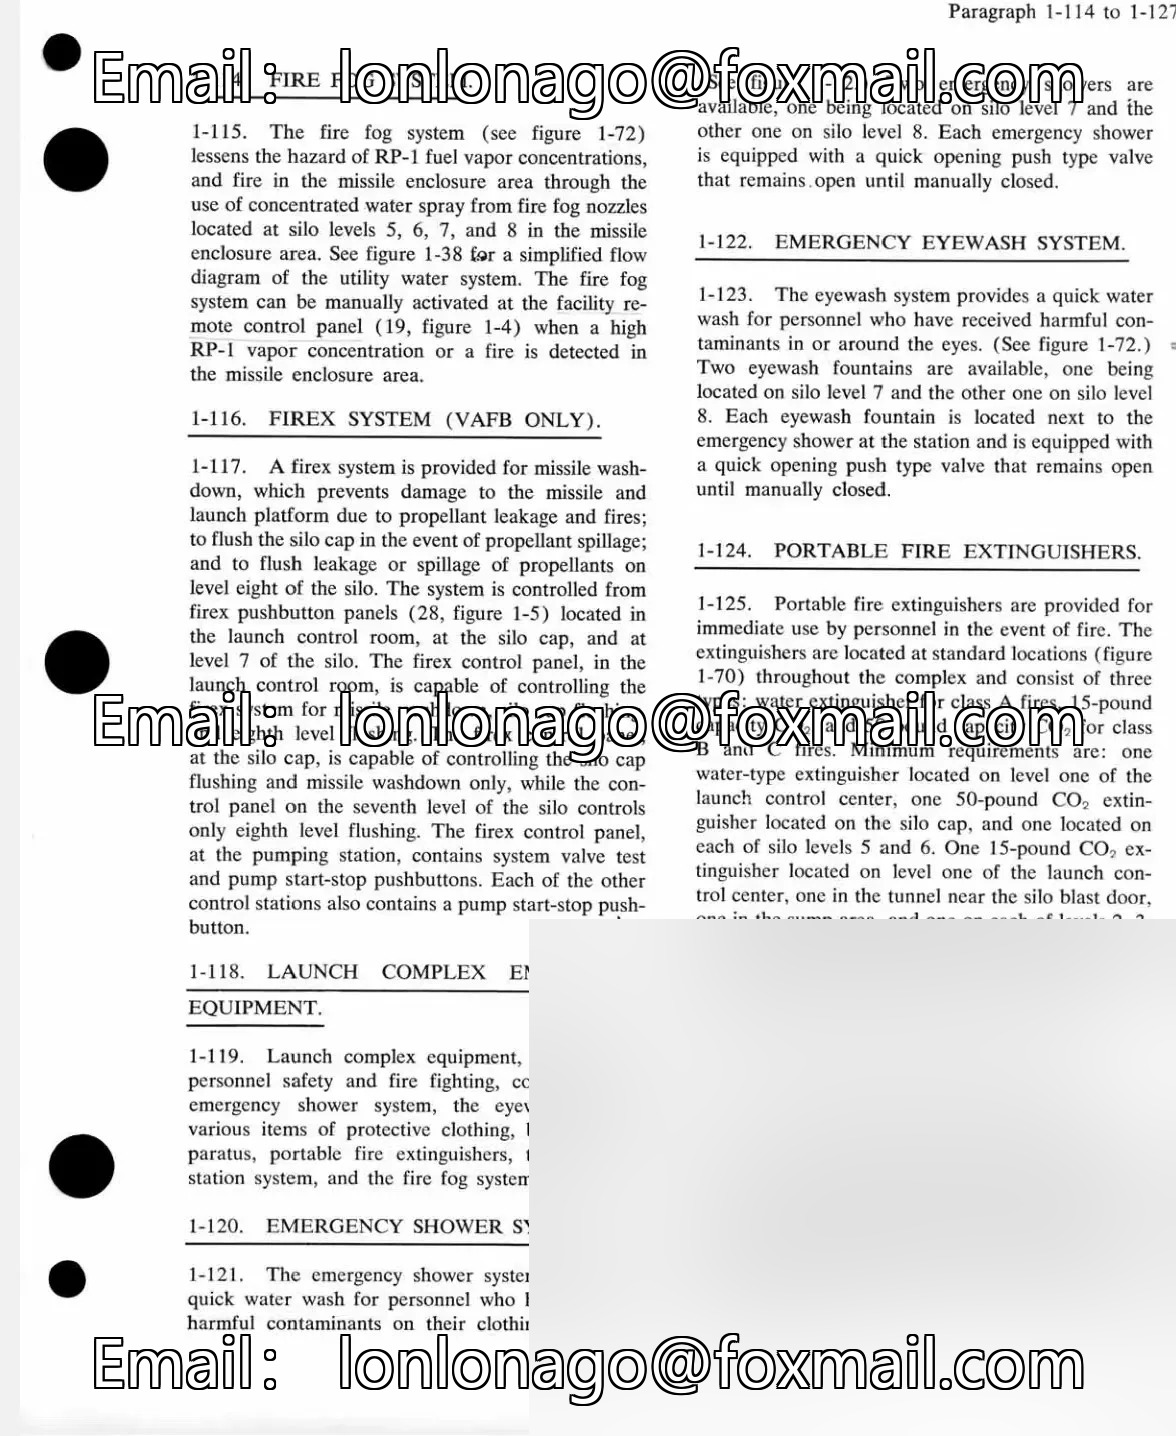 Paragraph 1-114 to 1-127
Email: lonlonago@foxmail.com
FIRE FOG SYSTEM.
1-115. The fire fog system (see figure 1-72)
lessens the hazard of RP-1 fuel vapor concentrations,
and fire in the missile enclosure area through the
use of concentrated water spray from fire fog nozzles
located at silo levels 5, 6, 7, and 8 in the missile
enclosure area. See figure 1-38 for a simplified flow
diagram of the utility water system. The fire fog
system can be manually activated at the facility re-
mote control panel (19, figure 1-4) when a high
RP-1 vapor concentration or a fire is detected in
the missile enclosure area.
1-116. FIREX SYSTEM (VAFB ONLY).
1-117. A firex system is provided for missile wash-
down, which prevents damage to the missile and
launch platform due to propellant leakage and fires;
to flush the silo cap in the event of propellant spillage;
and to flush leakage or spillage of propellants on
level eight of the silo. The system is controlled from
firex pushbutton panels (28, figure 1-5) located in
the launch control room, at the silo cap, and at
level 7 of the silo. The firex control panel, in the
launch control room, is capable of controlling the
Email: lonlonago@foxmail.com
firex system for
eighth level flushing.
at the silo cap, is capable of controlling the silo cap
flushing and missile washdown only, while the con-
trol panel on the seventh level of the silo controls
only eighth level flushing. The firex control panel,
at the pumping station, contains system valve test
and pump start-stop pushbuttons. Each of the other
control stations also contains a pump start-stop push-
button.
1-118. LAUNCH COMPLEX
EQUIPMENT.
1-119. Launch complex equipment,
personnel safety and fire fighting,
emergency shower system, the
various items of protective clothing,
paratus, portable fire extinguishers,
station system, and the fire fog system
1-120. EMERGENCY SHOWER
1-121. The emergency shower
quick water wash for personnel who
harmful contaminants on their
Email: lonlonago@foxmail.com
emergency showers are
available, one being located on silo level 7 and the
other one on silo level 8. Each emergency shower
is equipped with a quick opening push type valve
that remains open until manually closed.
1-122. EMERGENCY EYEWASH SYSTEM.
1-123. The eyewash system provides a quick water
wash for personnel who have received harmful con-
taminants in or around the eyes. (See figure 1-72.)
Two eyewash fountains are available, one being
located on silo level 7 and the other one on silo level
8. Each eyewash fountain is located next to the
emergency shower at the station and is equipped with
a quick opening push type valve that remains open
until manually closed.
1-124. PORTABLE FIRE EXTINGUISHERS.
1-125. Portable fire extinguishers are provided for
immediate use by personnel in the event of fire. The
extinguishers are located at standard locations (figure
1-70) throughout the complex and consist of three
types: water extinguisher for class A fires, 15-pound
capacity CO₂ and 50-pound capacity CO₂ for class
B and C fires. Minimum requirements are: one
water-type extinguisher located on level one of the
launch control center, one 50-pound CO₂ extin-
guisher located on the silo cap, and one located on
each of silo levels 5 and 6. One 15-pound CO₂ ex-
tinguisher located on level one of the launch con-
trol center, one in the tunnel near the silo blast door,